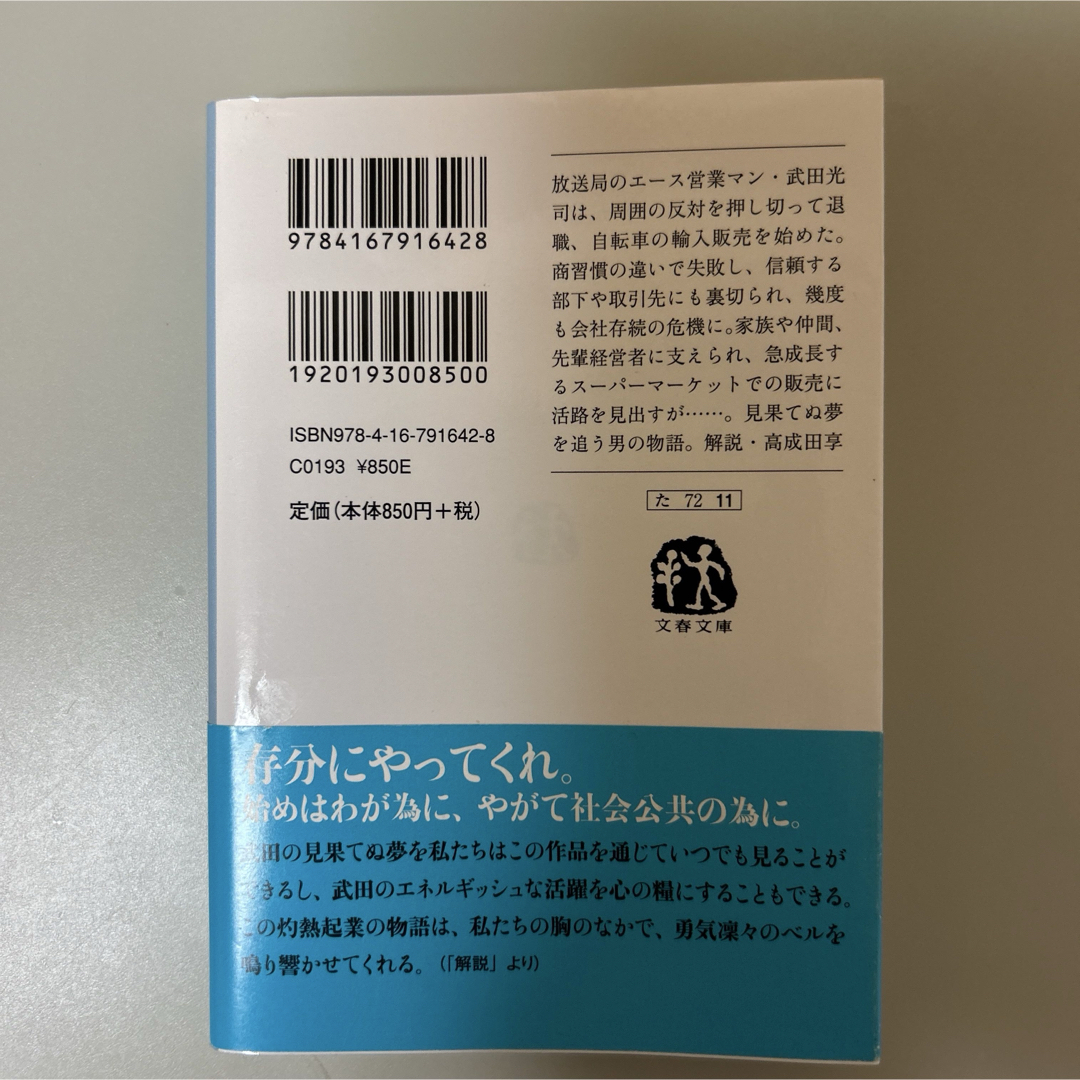 9784167916428
1920193008500
ISBN978-4-16-791642-8
C0193 ¥850E
定価(本体850円+税)
放送局のエース営業マン・武田光
司は、周囲の反対を押し切って退
職、自転車の輸入販売を始めた。
商習慣の違いで失敗し、信頼する
部下や取引先にも裏切られ、幾度
も会社存続の危機に。家族や仲間、
先輩経営者に支えられ、急成長す
るスーパーマーケットでの販売に
活路を見出すが……。見果てぬ夢
を追う男の物語。解説・高成田享
た 72 11
文春文庫
存分にやってくれ。
始めはわが為に、やがて社会公共の為に。
武田の見果てぬ夢を私たちはこの作品を通じていつでも見ることが
できるし、武田のエネルギッシュな活躍を心の糧にすることもできる。
この灼熱起業の物語は、私たちの胸のなかで、勇気凜々のベルを
鳴り響かせてくれる。(「解説」より)